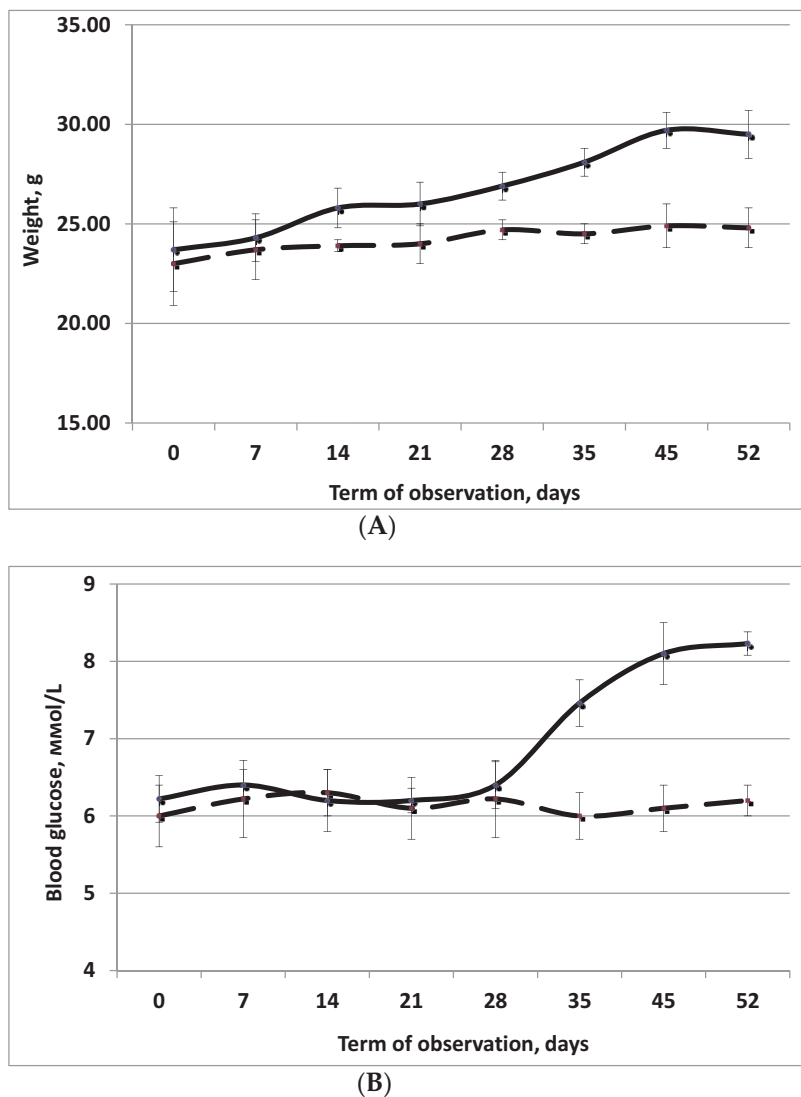 35.00
30.00
25.00
20.00
15.00
Weight, g
0 7 14 21 28 35 45 52
Term of observation, days
(A)
9
8
7
6
5
4
Blood glucose, ммol/L
0 7 14 21 28 35 45 52
Term of observation, days
(B)